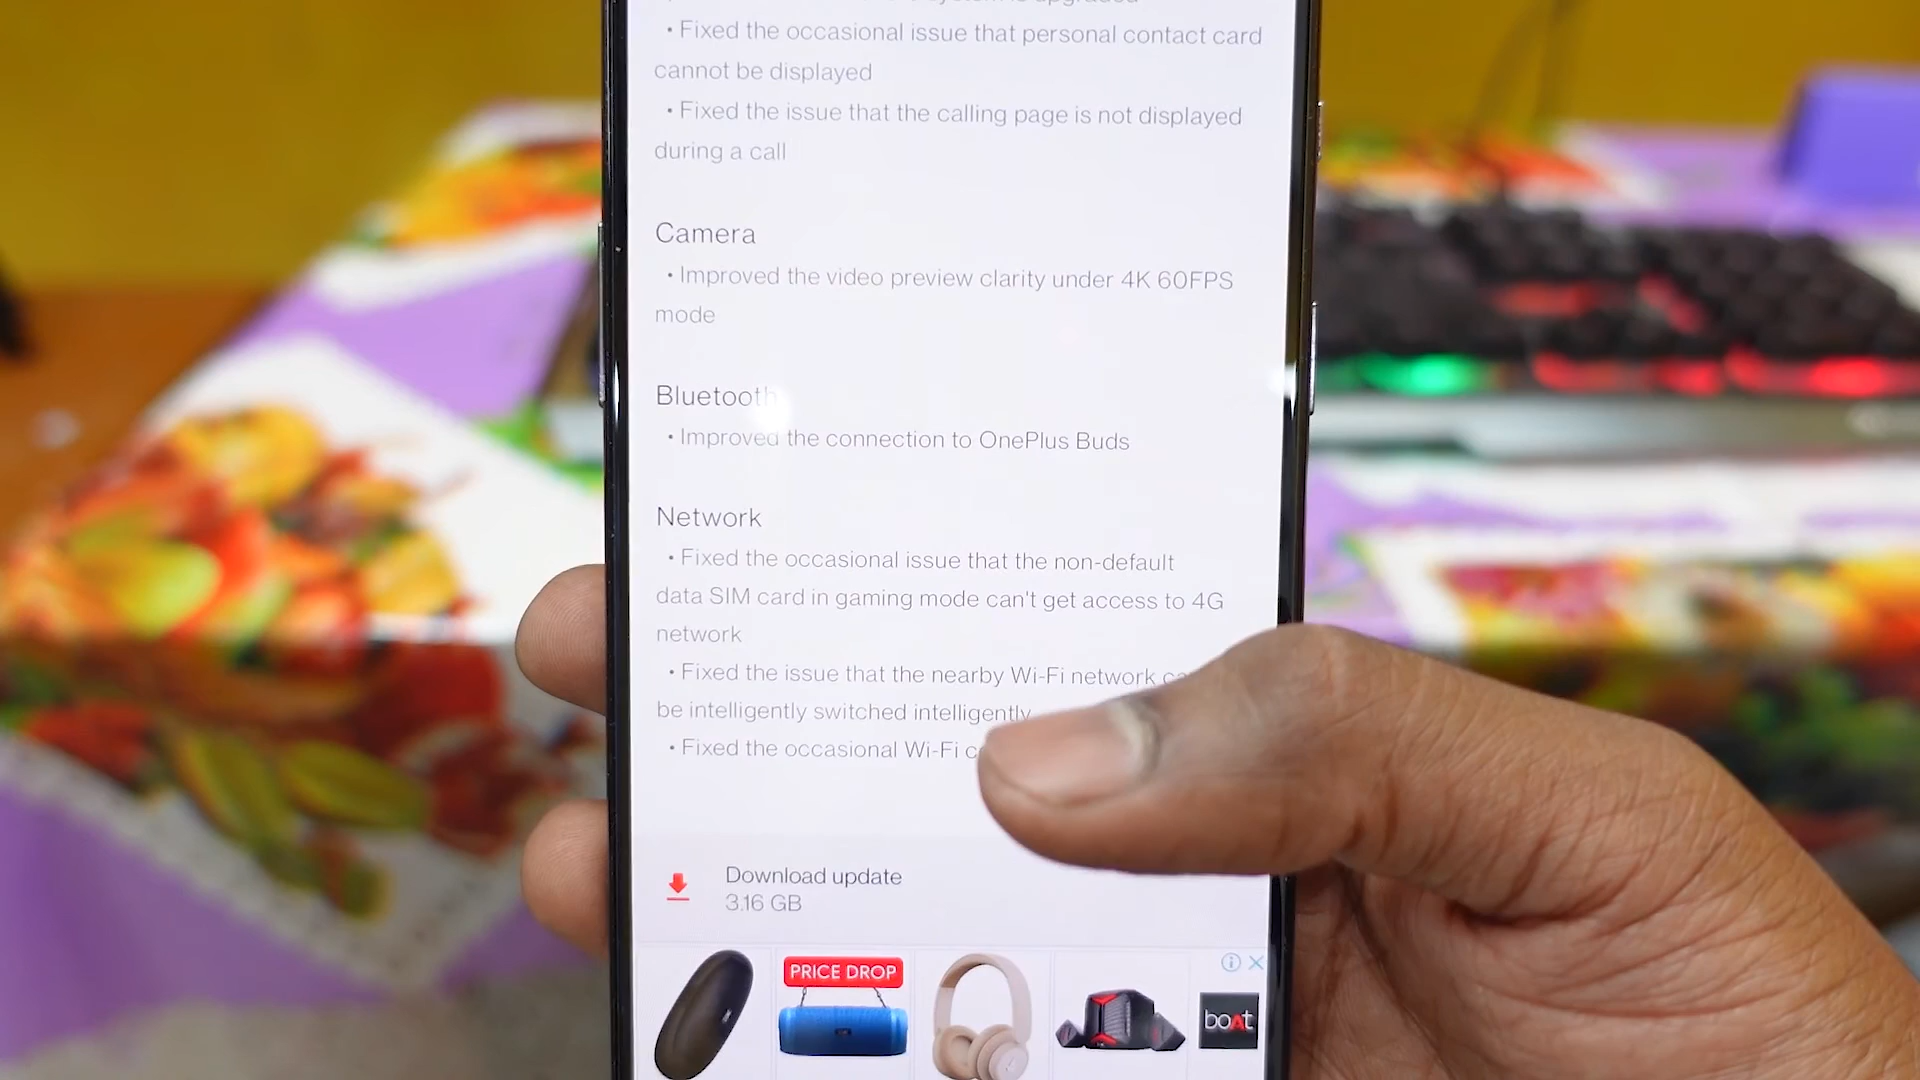 system is upgraded
• Fixed the occasional issue that personal contact card
cannot be displayed
• Fixed the issue that the calling page is not displayed
during a call
Camera
• Improved the video preview clarity under 4K 60FPS
mode
Bluetooth
• Improved the connection to OnePlus Buds
Network
• Fixed the occasional issue that the non-default
data SIM card in gaming mode can't get access to 4G
network
• Fixed the issue that the nearby Wi-Fi network
be intelligently switched intelligently
• Fixed the occasional Wi-Fi
Download update
3.16 GB
PRICE DROP
boAt